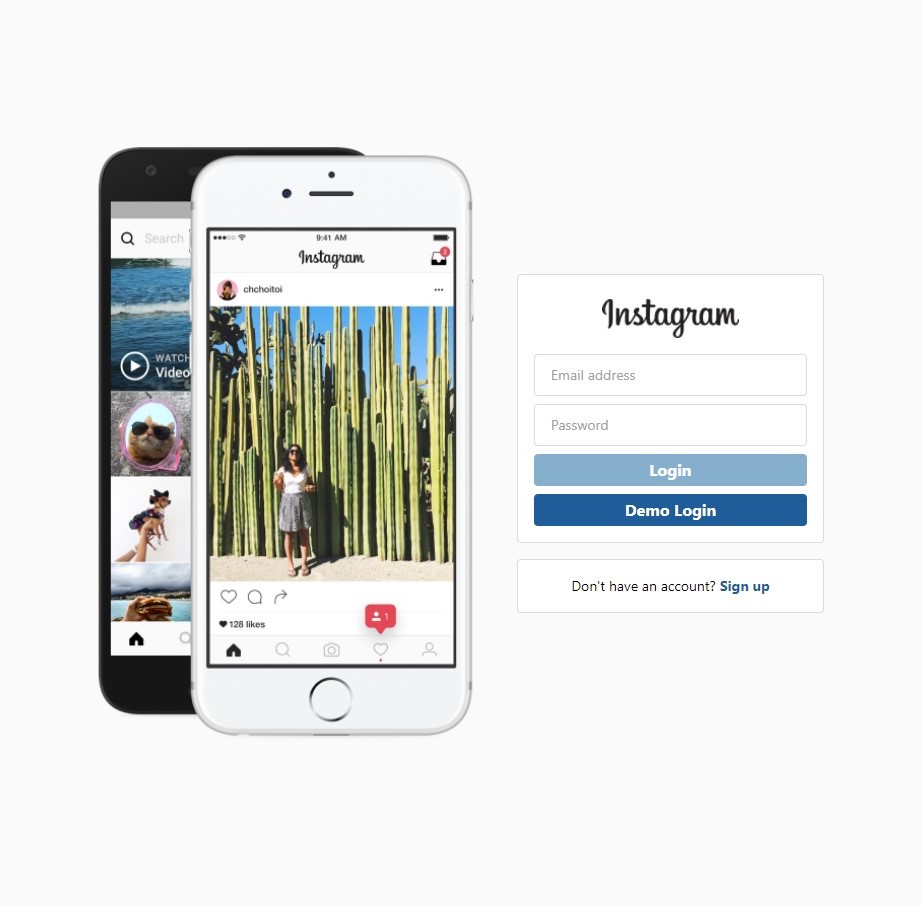 Search
WATCH
Video
9:41 AM
Instagram
chchoitoi
128 likes
1
Instagram
Email address
Password
Login
Demo Login
Don't have an account? Sign up